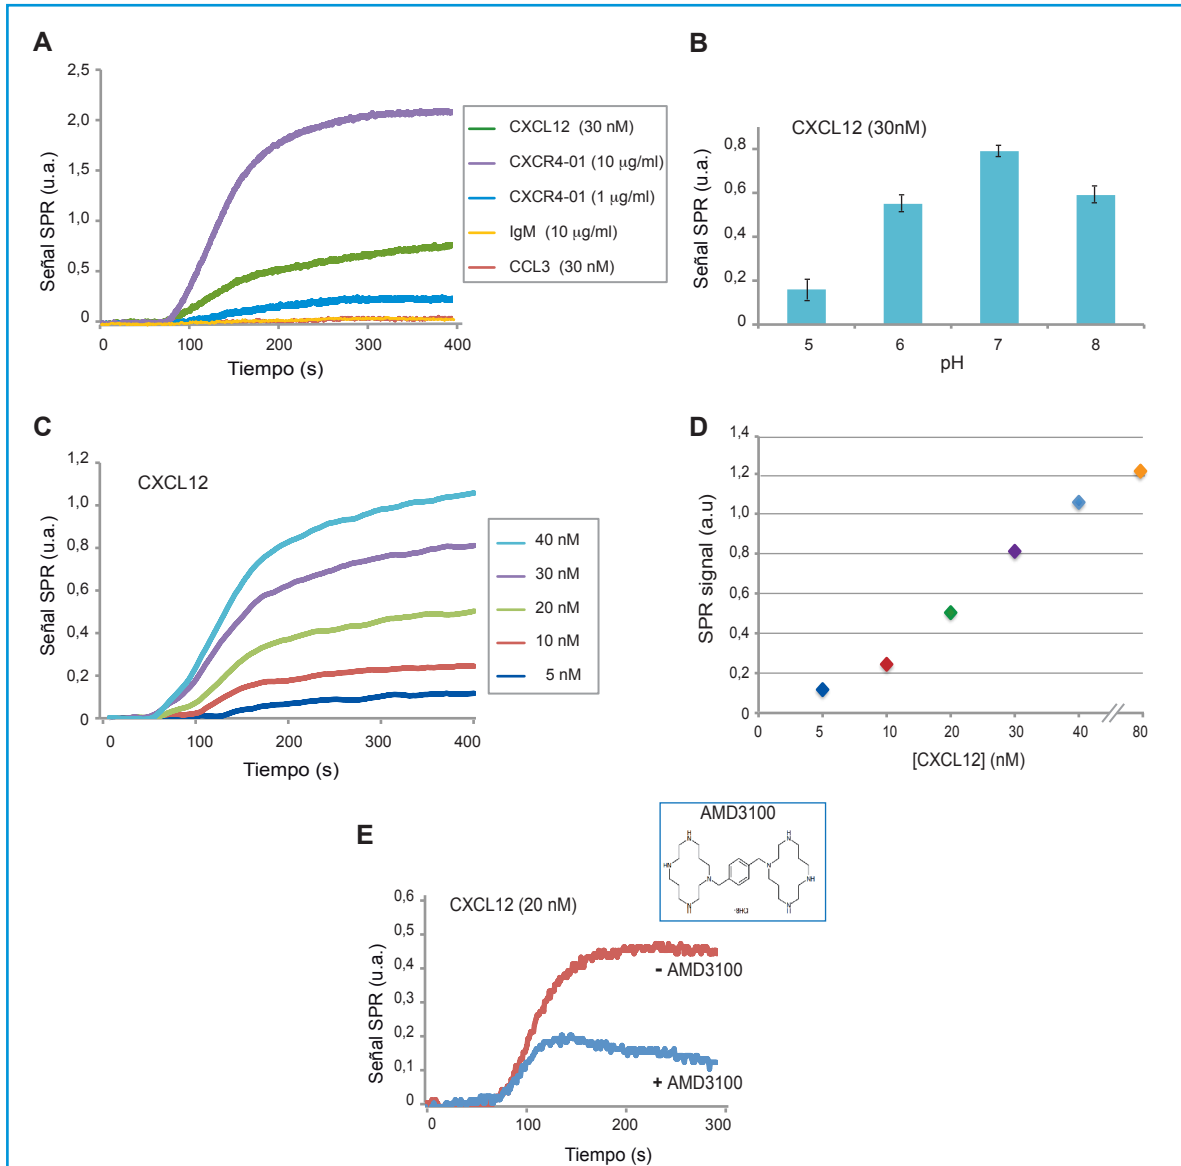 A
2,5
2,0
1,5
1,0
0,5
0
Señal SPR (u.a.)
0 100 200 300 400
Tiempo (s)
CXCL12 (30 nM)
CXCR4-01 (10 µg/ml)
CXCR4-01 (1 µg/ml)
IgM (10 µg/ml)
CCL3 (30 nM)
B
CXCL12 (30nM)
0,8
0,6
0,4
0,2
0
Señal SPR (u.a.)
5 6 7 8
pH
C
CXCL12
1,2
1,0
0,8
0,6
0,4
0,2
0
Señal SPR (u.a.)
0 100 200 300 400
Tiempo (s)
40 nM
30 nM
20 nM
10 nM
5 nM
D
1,4
1,2
1,0
0,8
0,6
0,4
0,2
0
SPR signal (a.u)
0 5 10 20 30 40 80
[CXCL12] (nM)
E
AMD3100
CXCL12 (20 nM)
0,6
0,5
0,4
0,3
0,2
0,1
0
Señal SPR (u.a.)
- AMD3100
+ AMD3100
0 100 200 300
Tiempo (s)